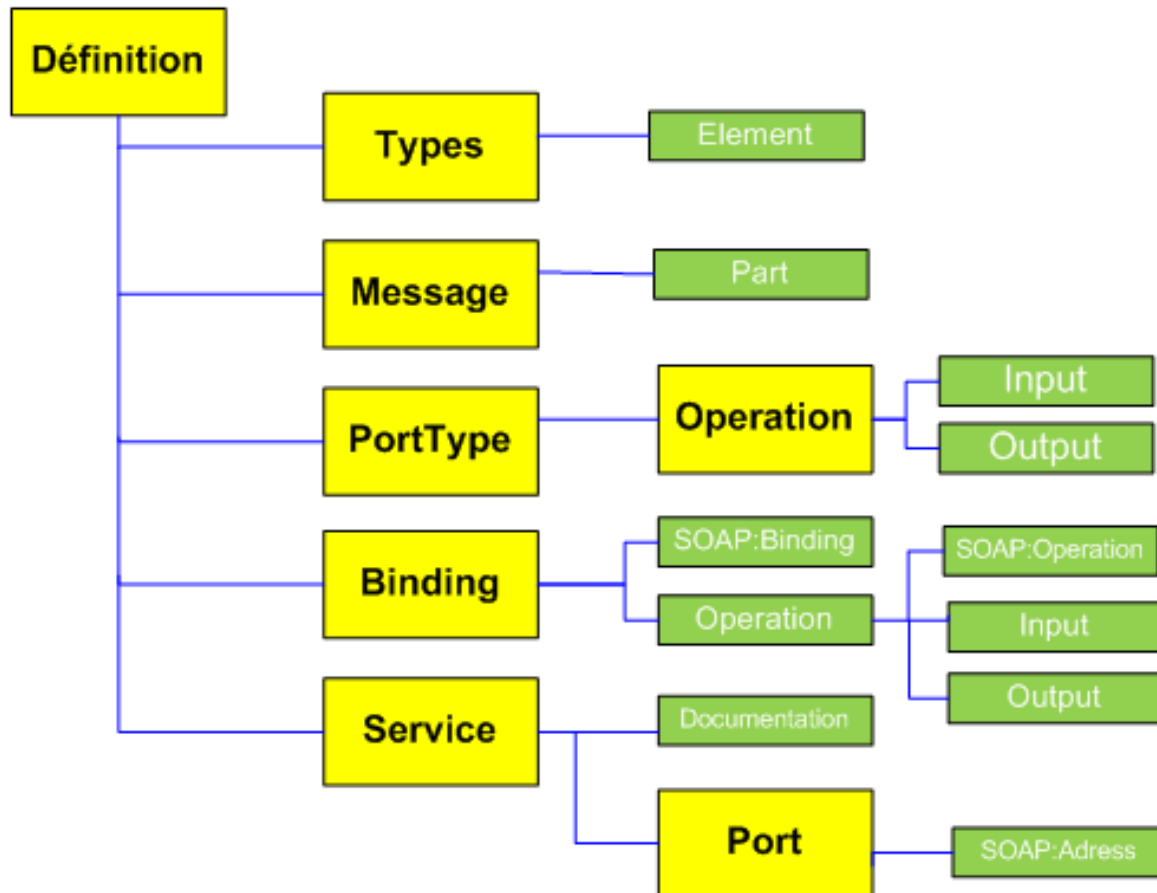 Définition
Types
Element
Message
Part
PortType
Operation
Input
Output
Binding
SOAP:Binding
Operation
SOAP:Operation
Input
Output
Service
Documentation
Port
SOAP:Adress